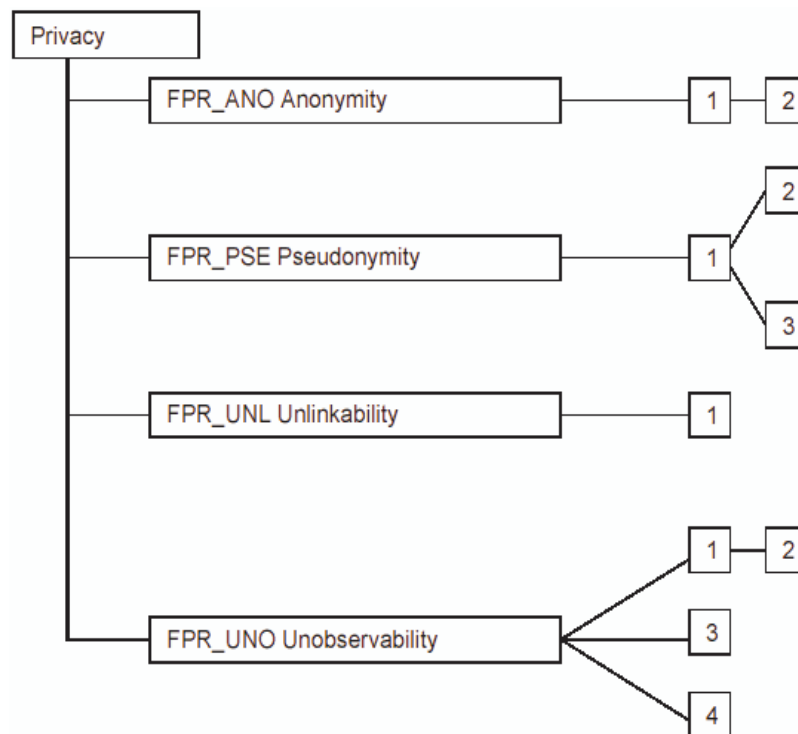 Privacy
FPR_ANO Anonymity 1 2
2
FPR_PSE Pseudonymity 1
3
FPR_UNL Unlinkability 1
1 2
FPR_UNO Unobservability 3
4